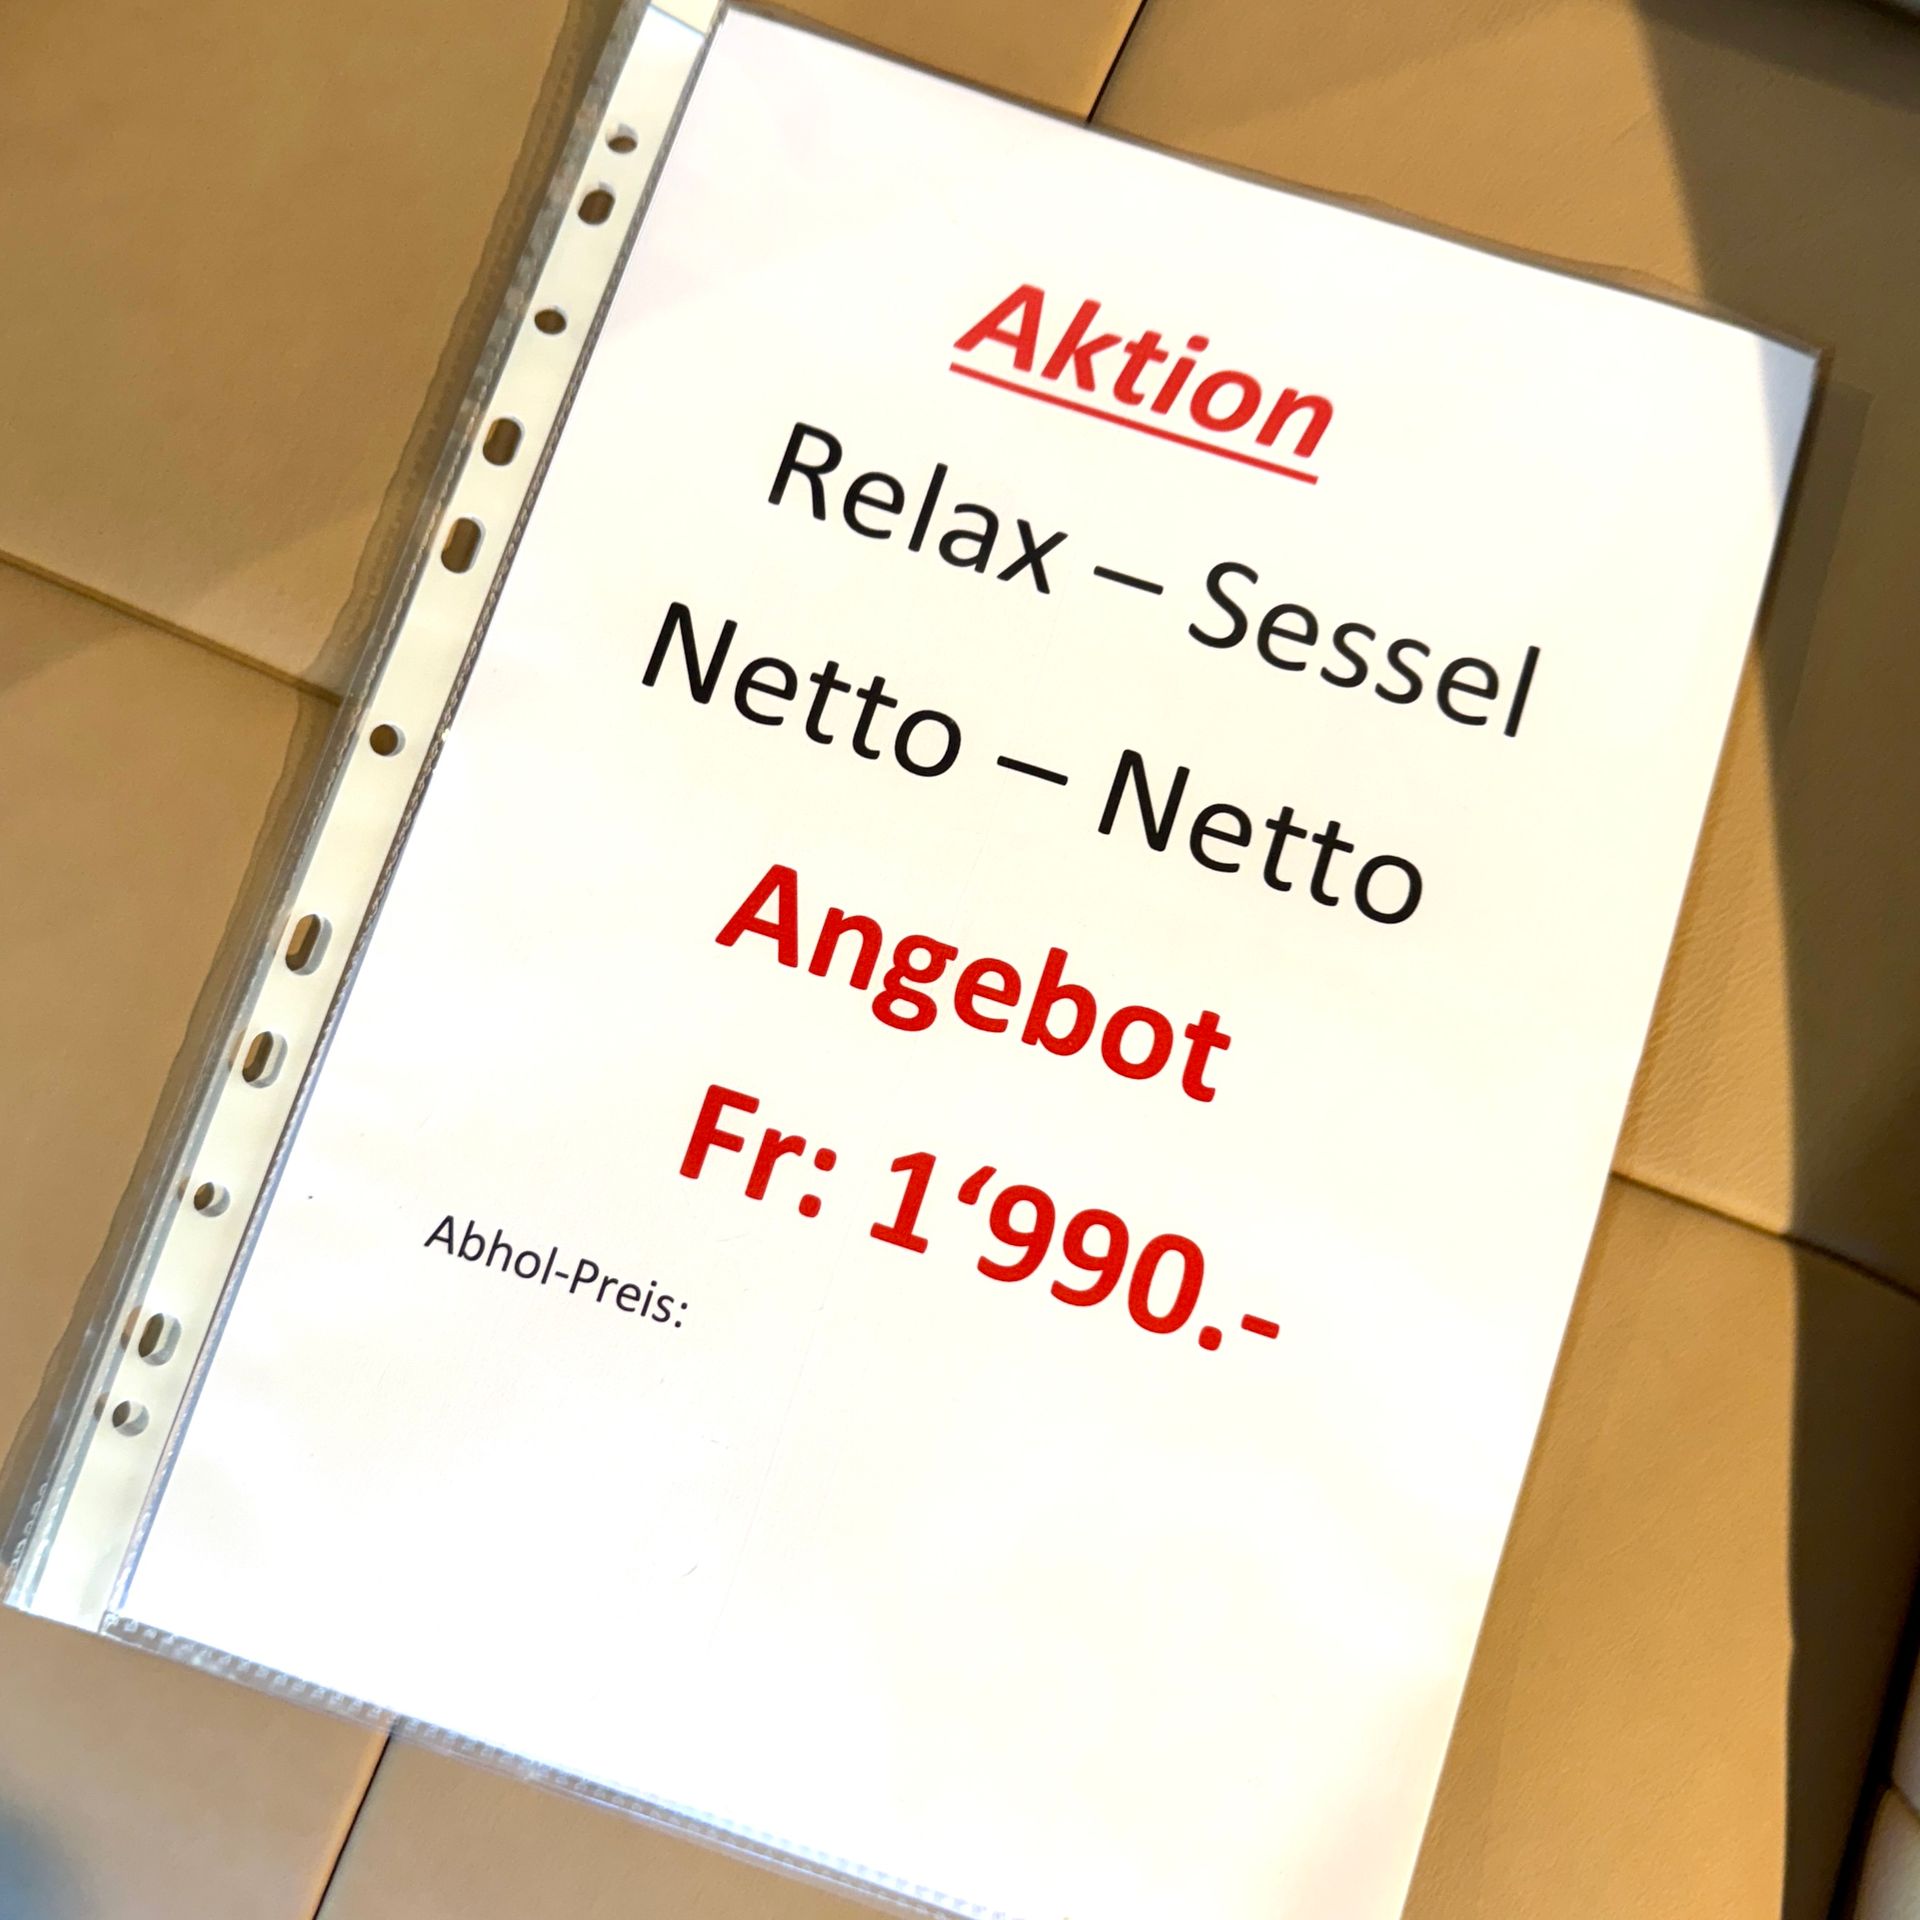 Aktion
Relax – Sessel
Netto – Netto
Angebot
Fr: 1‘990.-
Abhol-Preis: